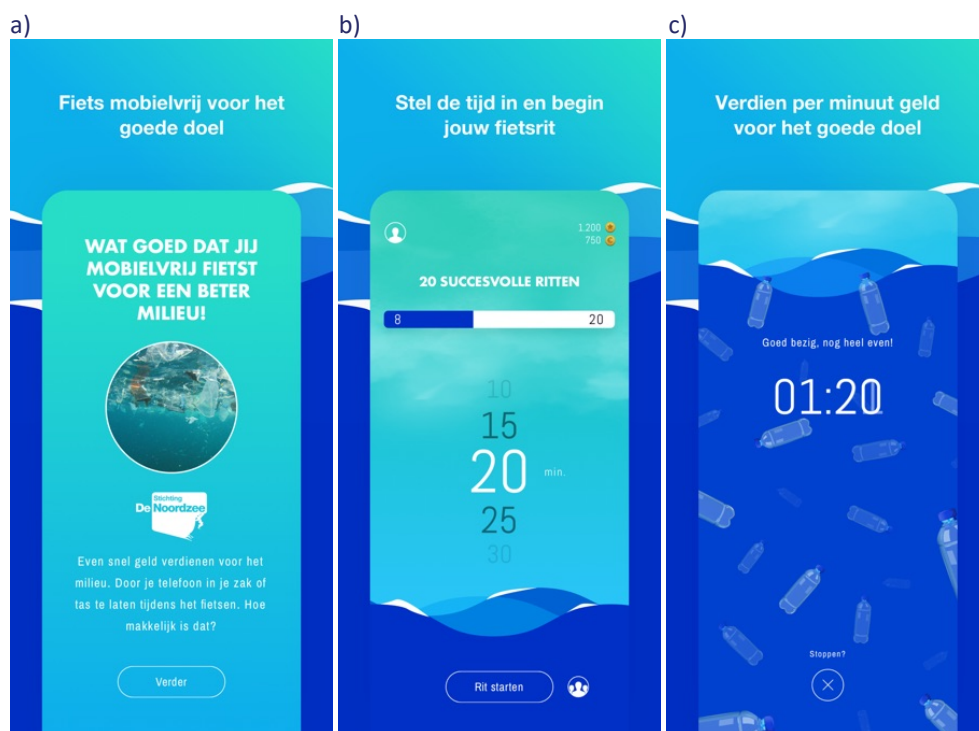 a)
Fiets mobielvrij voor het
goede doel
WAT GOED DAT JIJ
MOBIELVRIJ FIETST
VOOR EEN BETER
MILIEU!
Stichting
De Noordzee
Even snel geld verdienen voor het
milieu. Door je telefoon in je zak of
tas te laten tijdens het fietsen. Hoe
makkelijk is dat?
Verder
b)
Stel de tijd in en begin
jouw fietsrit
1.200
750
20 SUCCESVOLLE RITTEN
8 20
10
15
20 min.
25
30
Rit starten
c)
Verdien per minuut geld
voor het goede doel
Goed bezig, nog heel even!
01:20
Stoppen?